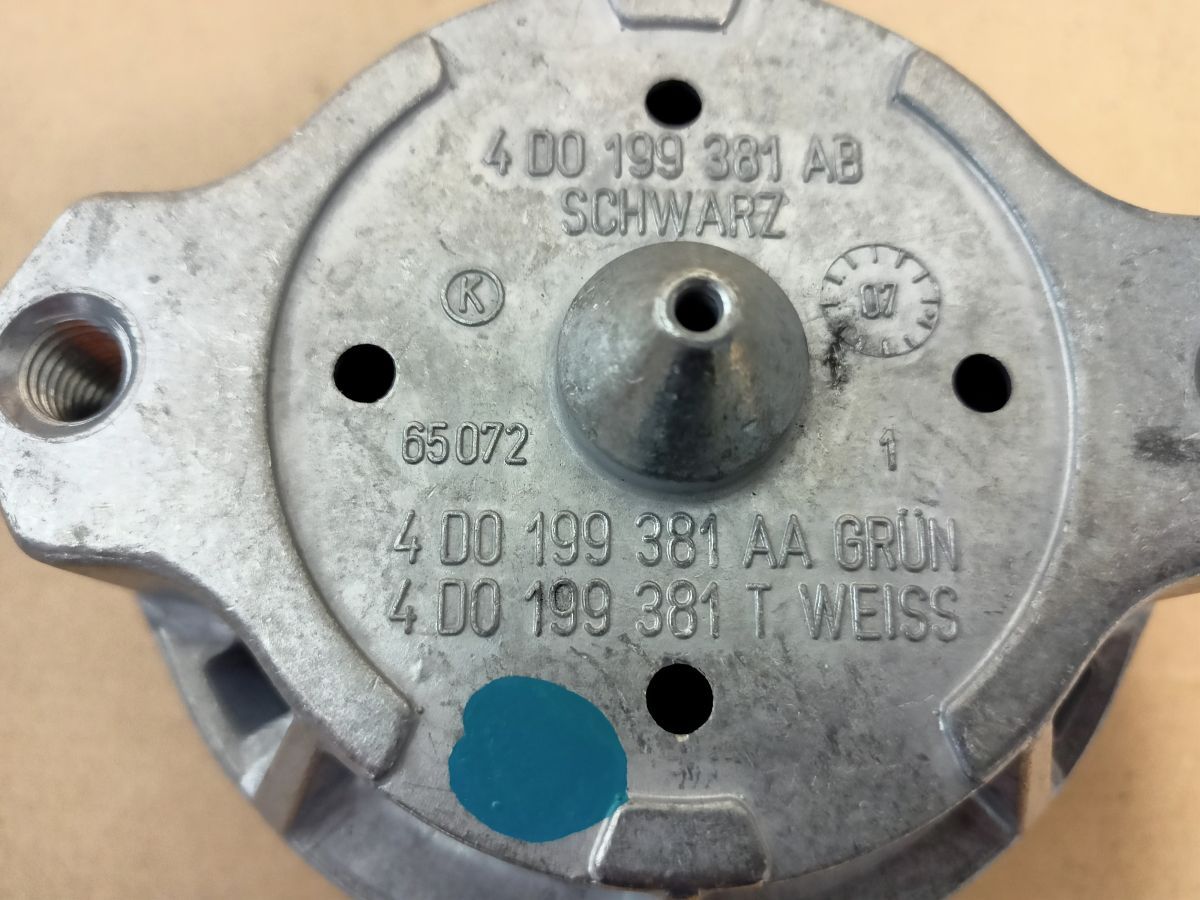 4 D0 199 381 AB
SCHWARZ
K
07
65072
1
4 D0 199 381 AA GRÜN
4 D0 199 381 T WEISS